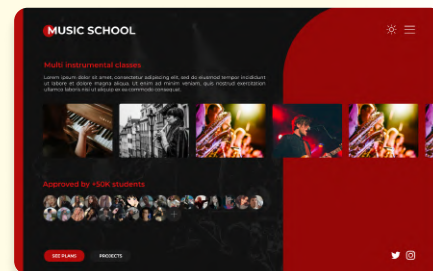 MUSIC SCHOOL
Multi instrumental classes
Lorem ipsum dolor sit amet, consectetur adipiscing elit, sed do eiusmod tempor incididunt
ut labore et dolore magna aliqua. Ut enim ad minim veniam, quis nostrud exercitation
ullamco laboris nisi ut aliquip ex ea commodo consequat.
Approved by +50K students
SEE PLANS
PROJECTS